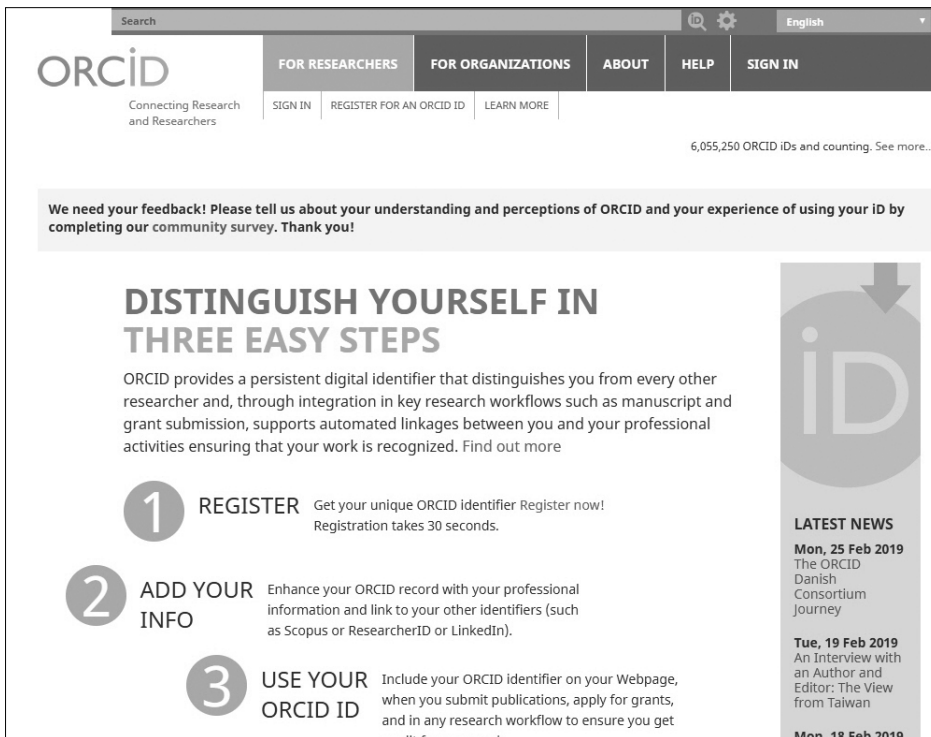 Search
English
ORCID
Connecting Research
and Researchers
FOR RESEARCHERS
FOR ORGANIZATIONS
ABOUT
HELP
SIGN IN
SIGN IN
REGISTER FOR AN ORCID ID
LEARN MORE
6,055,250 ORCID iDs and counting. See more..
We need your feedback! Please tell us about your understanding and perceptions of ORCID and your experience of using your iD by
completing our community survey. Thank you!
DISTINGUISH YOURSELF IN
THREE EASY STEPS
ORCID provides a persistent digital identifier that distinguishes you from every other
researcher and, through integration in key research workflows such as manuscript and
grant submission, supports automated linkages between you and your professional
activities ensuring that your work is recognized. Find out more
1
REGISTER
Get your unique ORCID identifier Register now!
Registration takes 30 seconds.
2
ADD YOUR
INFO
Enhance your ORCID record with your professional
information and link to your other identifiers (such
as Scopus or ResearcherID or LinkedIn).
3
USE YOUR
ORCID ID
Include your ORCID identifier on your Webpage,
when you submit publications, apply for grants,
and in any research workflow to ensure you get
iD
LATEST NEWS
Mon, 25 Feb 2019
The ORCID
Danish
Consortium
Journey
Tue, 19 Feb 2019
An Interview with
an Author and
Editor: The View
from Taiwan
Mon, 18 Feb 2019